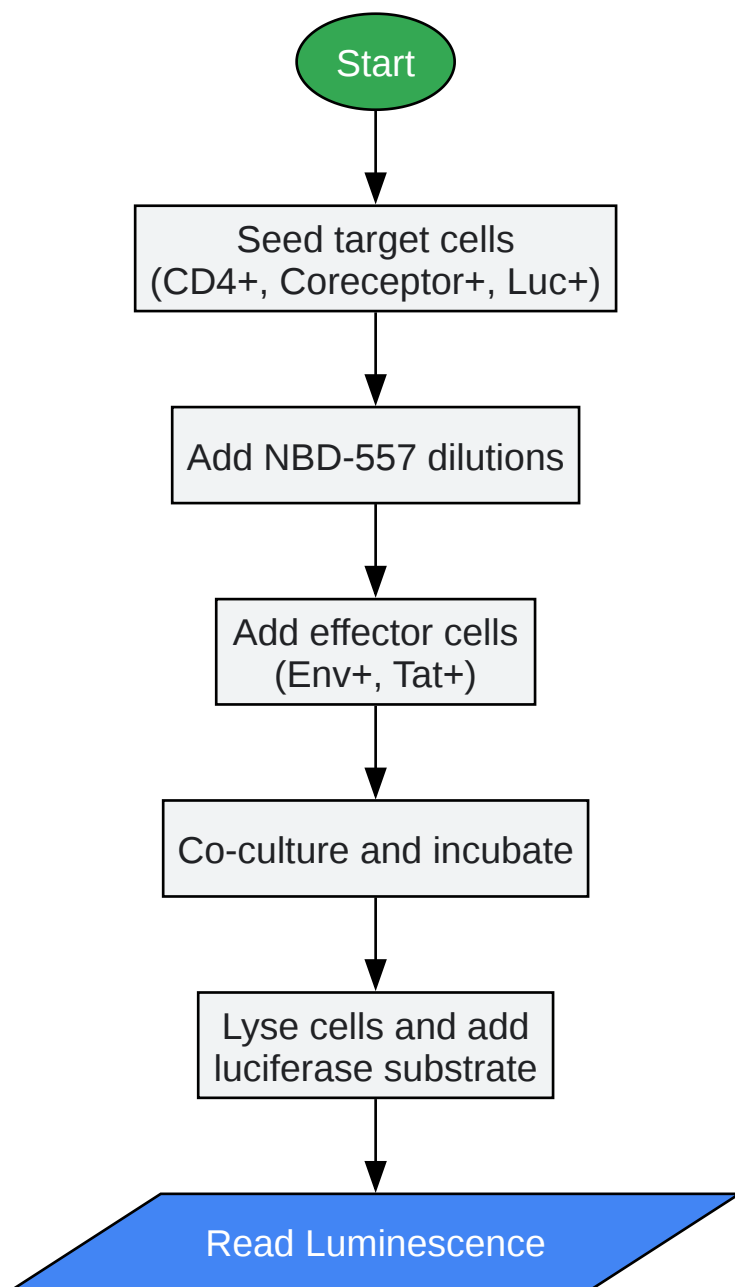 Start
Seed target cells
(CD4+, Coreceptor+, Luc+)
Add NBD-557 dilutions
Add effector cells
(Env+, Tat+)
Co-culture and incubate
Lyse cells and add
luciferase substrate
Read Luminescence